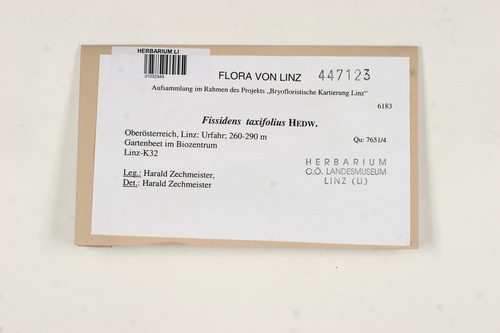 HERBARIUM LI
01032949
FLORA VON LINZ 447123
Aufsammlung im Rahmen des Projekts „Bryofloristische Kartierung Linz“
6183
Fissidens taxifolius HEDW.
Oberösterreich, Linz: Urfahr; 260-290 m Qu: 7651/4
Gartenbeet im Biozentrum
Linz-K32
HERBARIUM
O.Ö. LANDESMUSEUM
LINZ (LI)
Leg.: Harald Zechmeister,
Det.: Harald Zechmeister